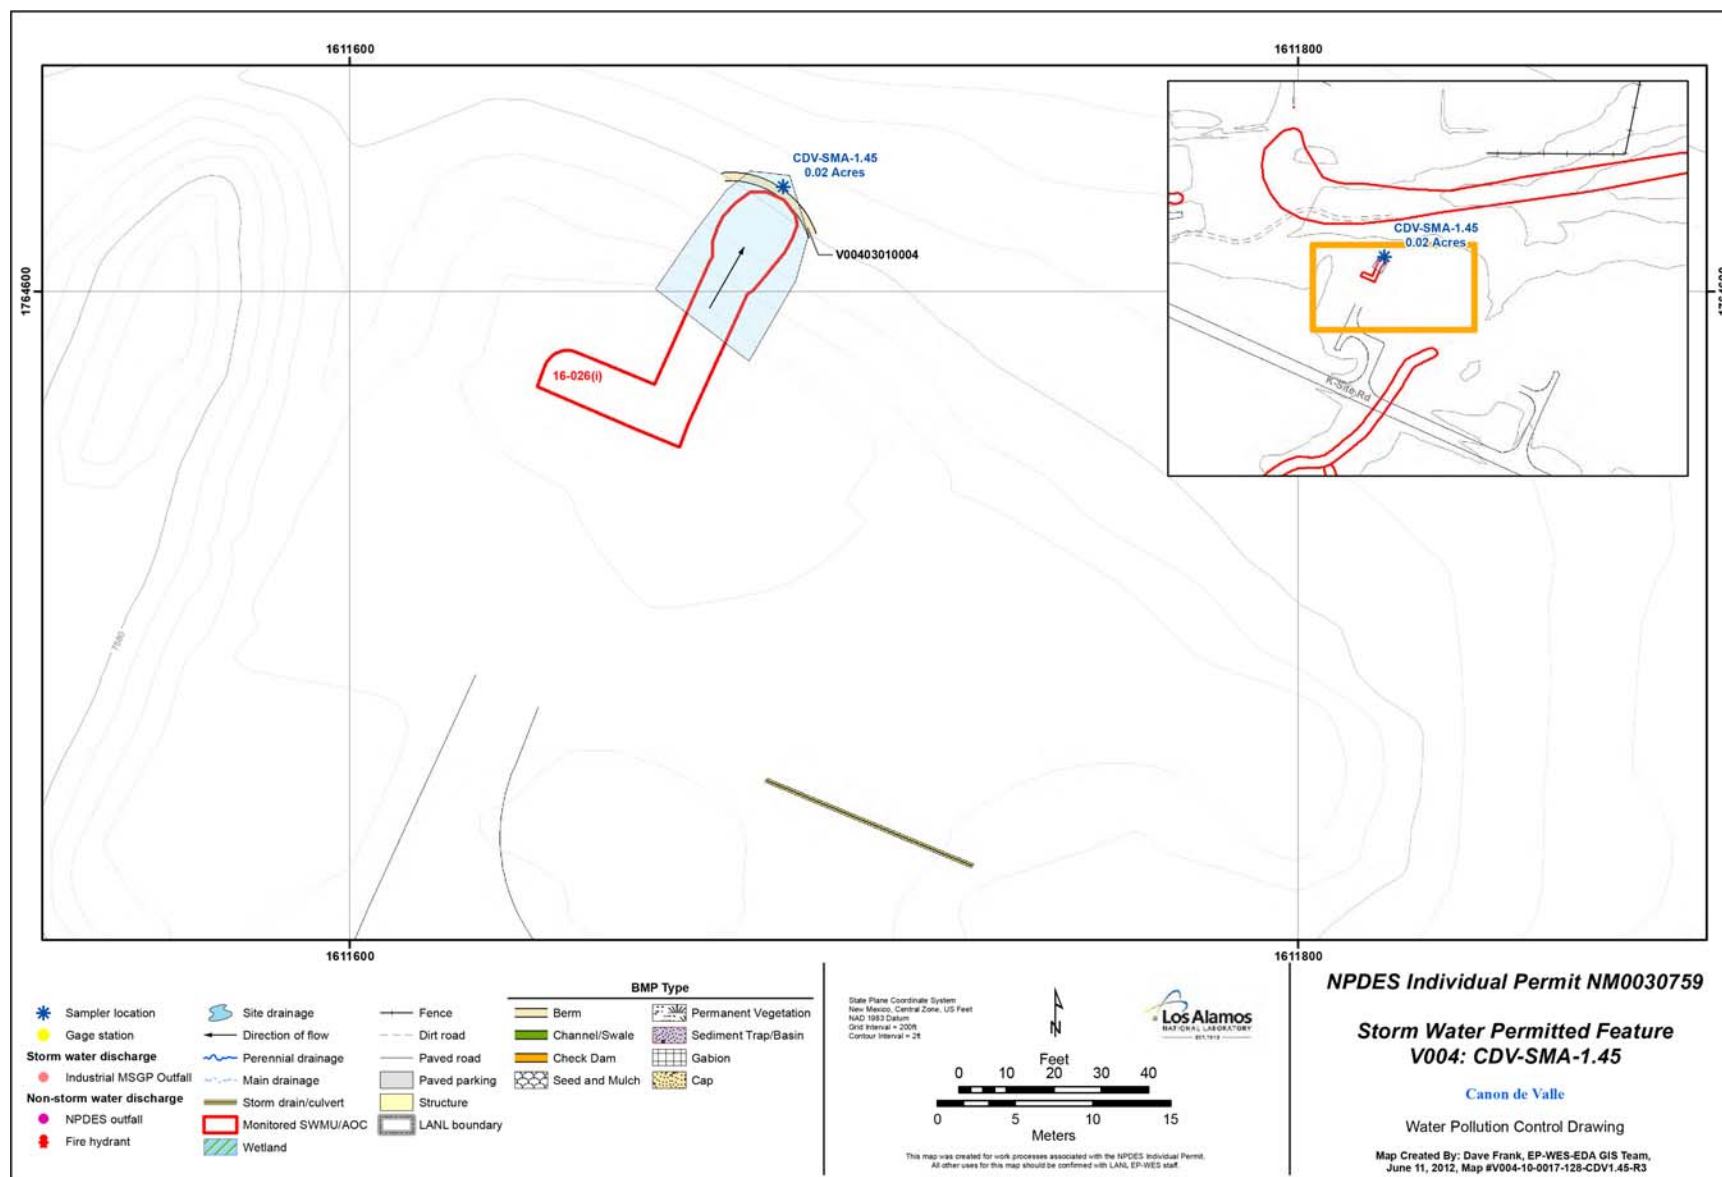 1611600
1611800
CDV-SMA-1.45
0.02 Acres
V00403010004
16-026(i)
1764600
1764600
7580
CDV-SMA-1.45
0.02 Acres
K-Site Rd
1611600
1611800
Sampler location
Gage station
Storm water discharge
Industrial MSGP Outfall
Non-storm water discharge
NPDES outfall
Fire hydrant
Site drainage
Direction of flow
Perennial drainage
Main drainage
Storm drain/culvert
Monitored SWMU/AOC
Wetland
Fence
Dirt road
Paved road
Paved parking
Structure
LANL boundary
BMP Type
Berm
Channel/Swale
Check Dam
Seed and Mulch
Permanent Vegetation
Sediment Trap/Basin
Gabion
Cap
State Plane Coordinate System
New Mexico, Central Zone, US Feet
NAD 1983 Datum
Grid Interval = 200ft
Contour Interval = 2ft
N
Los Alamos
NATIONAL LABORATORY
EST.1943
Feet
0 10 20 30 40
0 5 10 15
Meters
This map was created for work processes associated with the NPDES Individual Permit.
All other uses for this map should be confirmed with LANL EP-WES staff.
NPDES Individual Permit NM0030759
Storm Water Permitted Feature
V004: CDV-SMA-1.45
Canon de Valle
Water Pollution Control Drawing
Map Created By: Dave Frank, EP-WES-EDA GIS Team,
June 11, 2012, Map #V004-10-0017-128-CDV1.45-R3